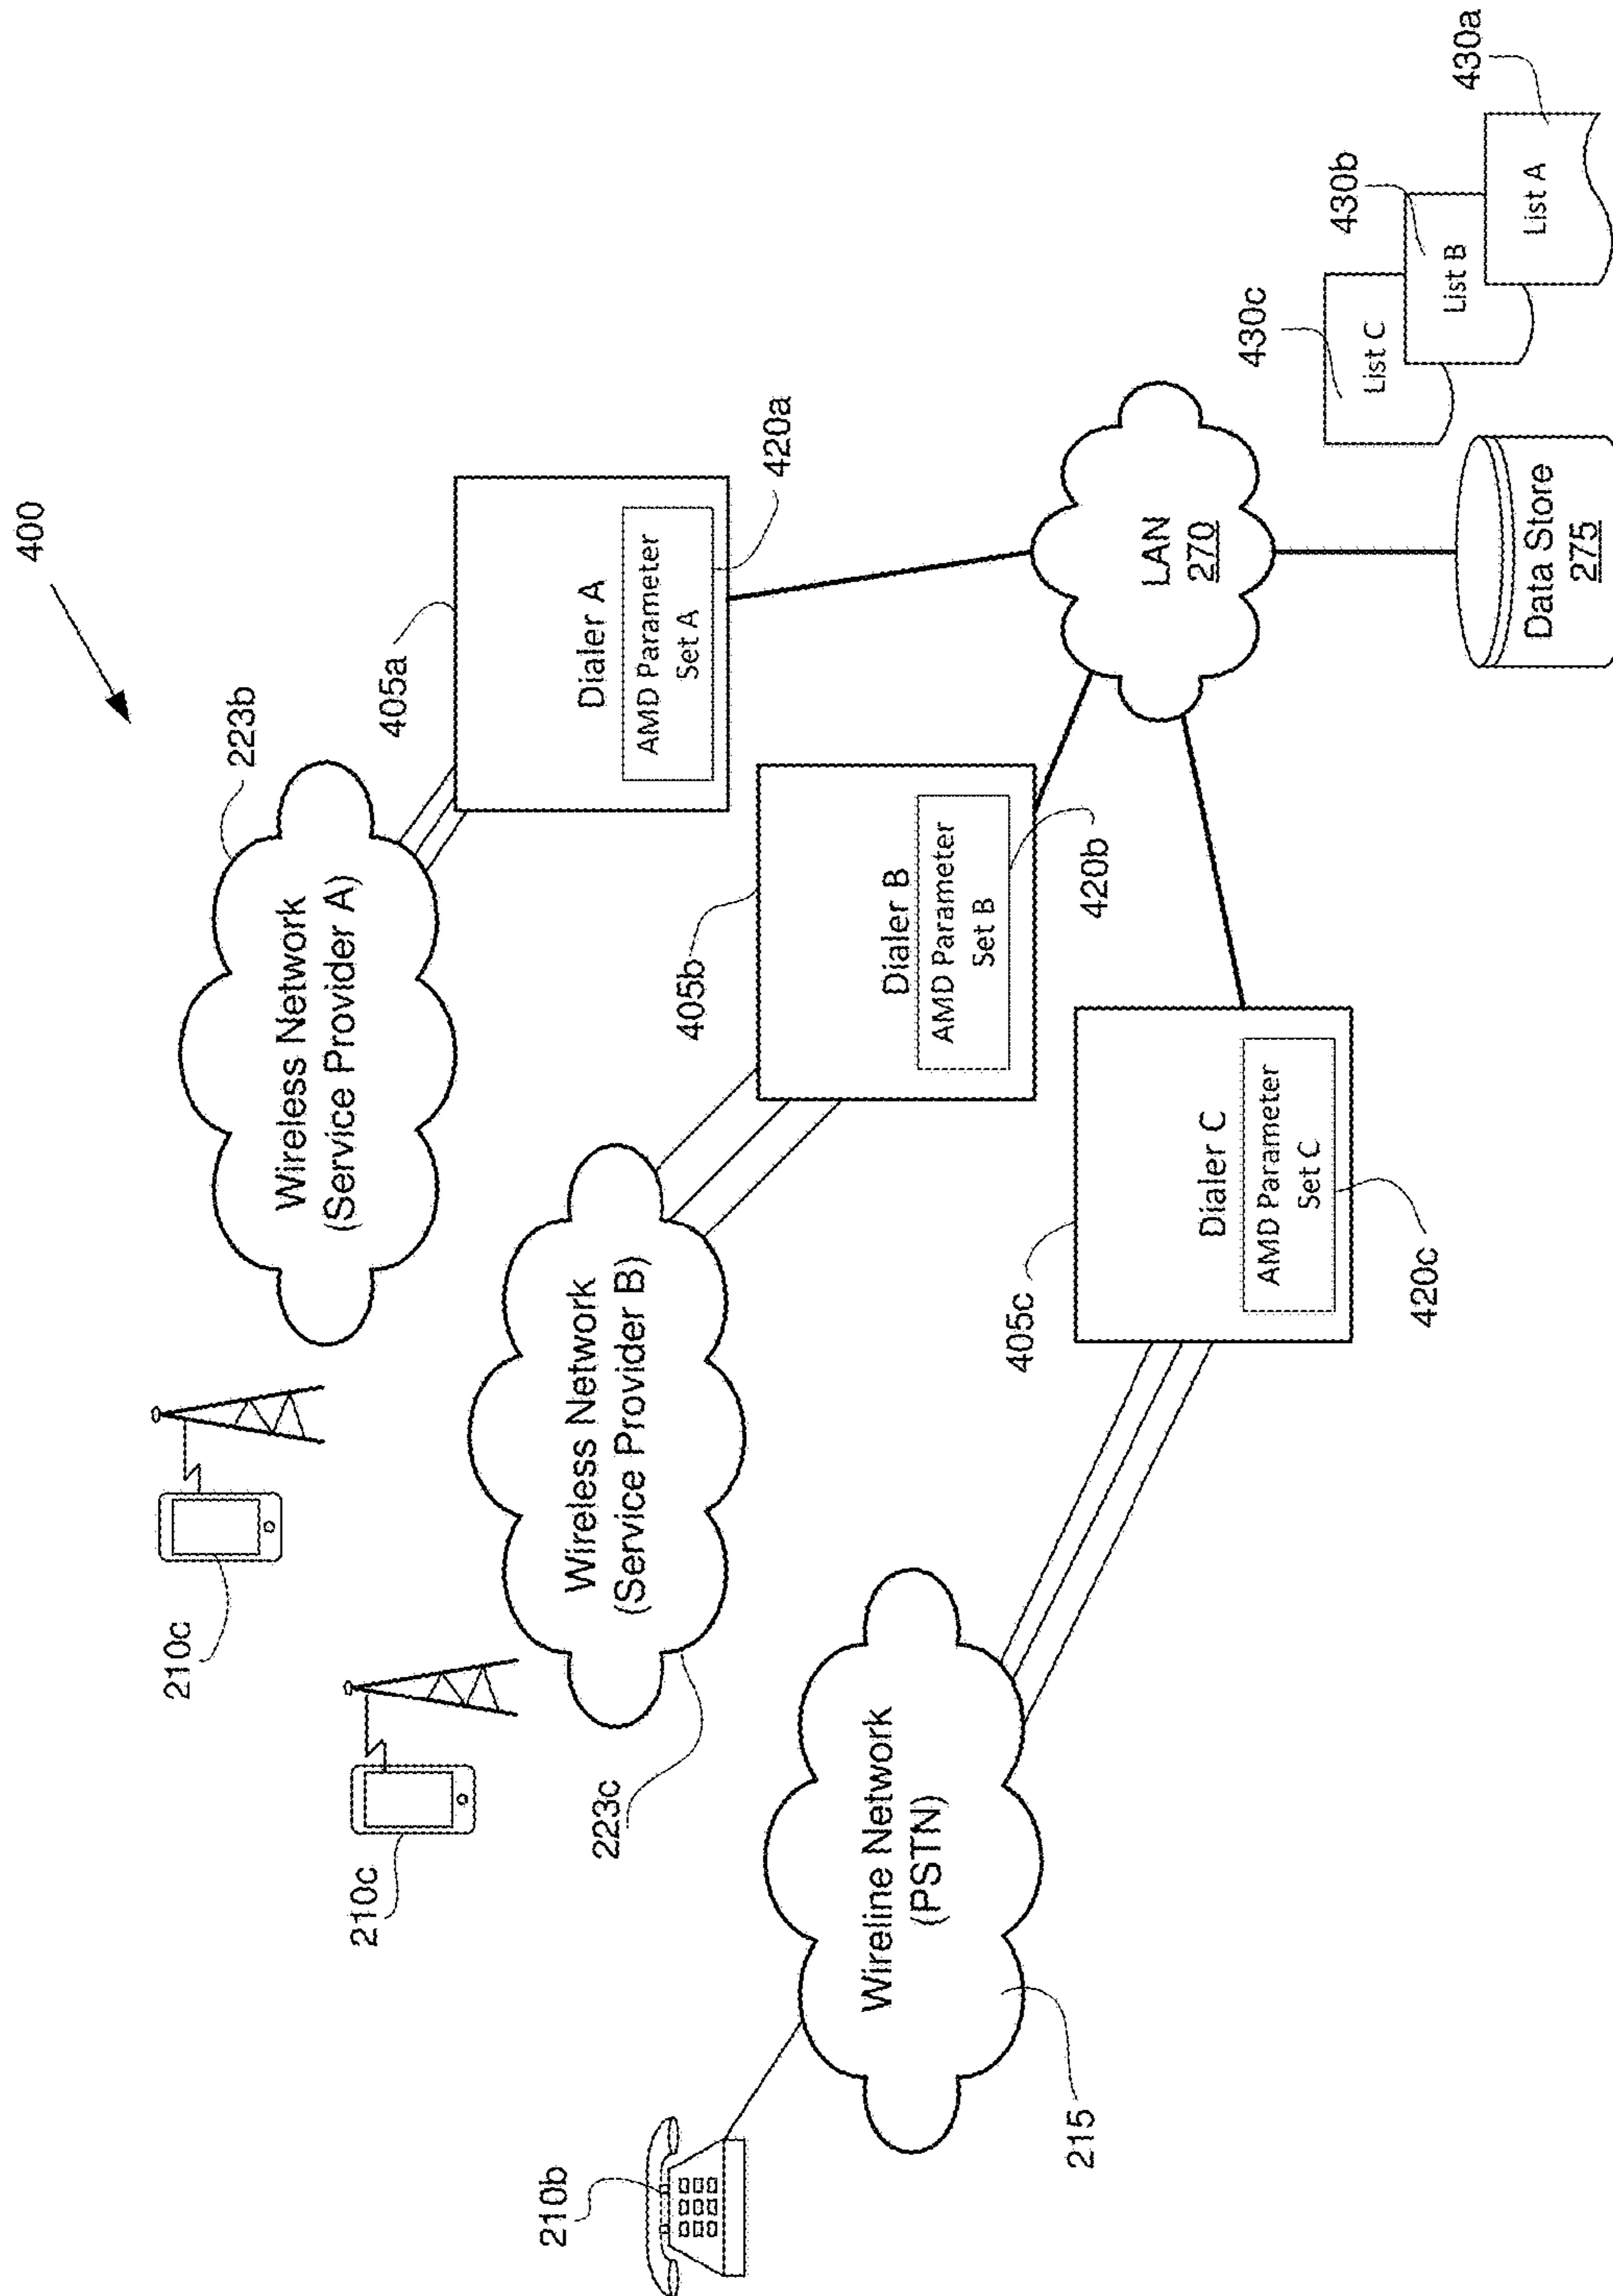 400
210c
Wireless Network
(Service Provider A)
223b
405a
Dialer A
AMD Parameter
Set A
420a
210c
223c
Wireless Network
(Service Provider B)
405b
Dialer B
AMD Parameter
Set B
420b
210b
215
Wireline Network
(PSTN)
405c
Dialer C
AMD Parameter
Set C
420c
LAN
270
Data Store
275
430c
List C
430b
List B
430a
List A